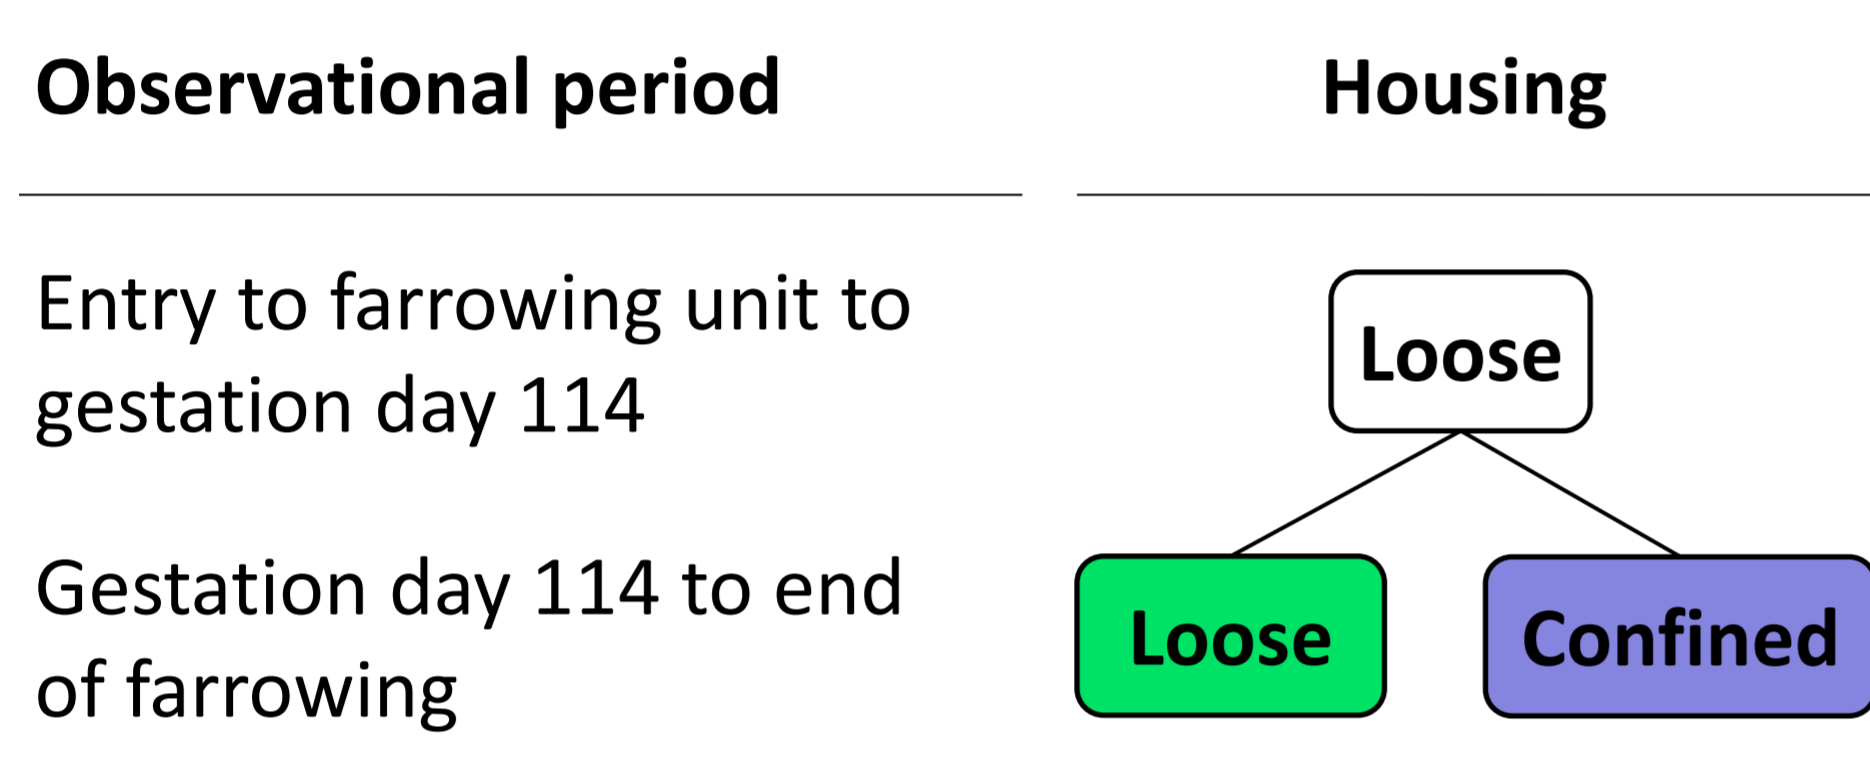 Observational period
Housing
Entry to farrowing unit to
gestation day 114
Loose
Gestation day 114 to end
of farrowing
Loose
Confined